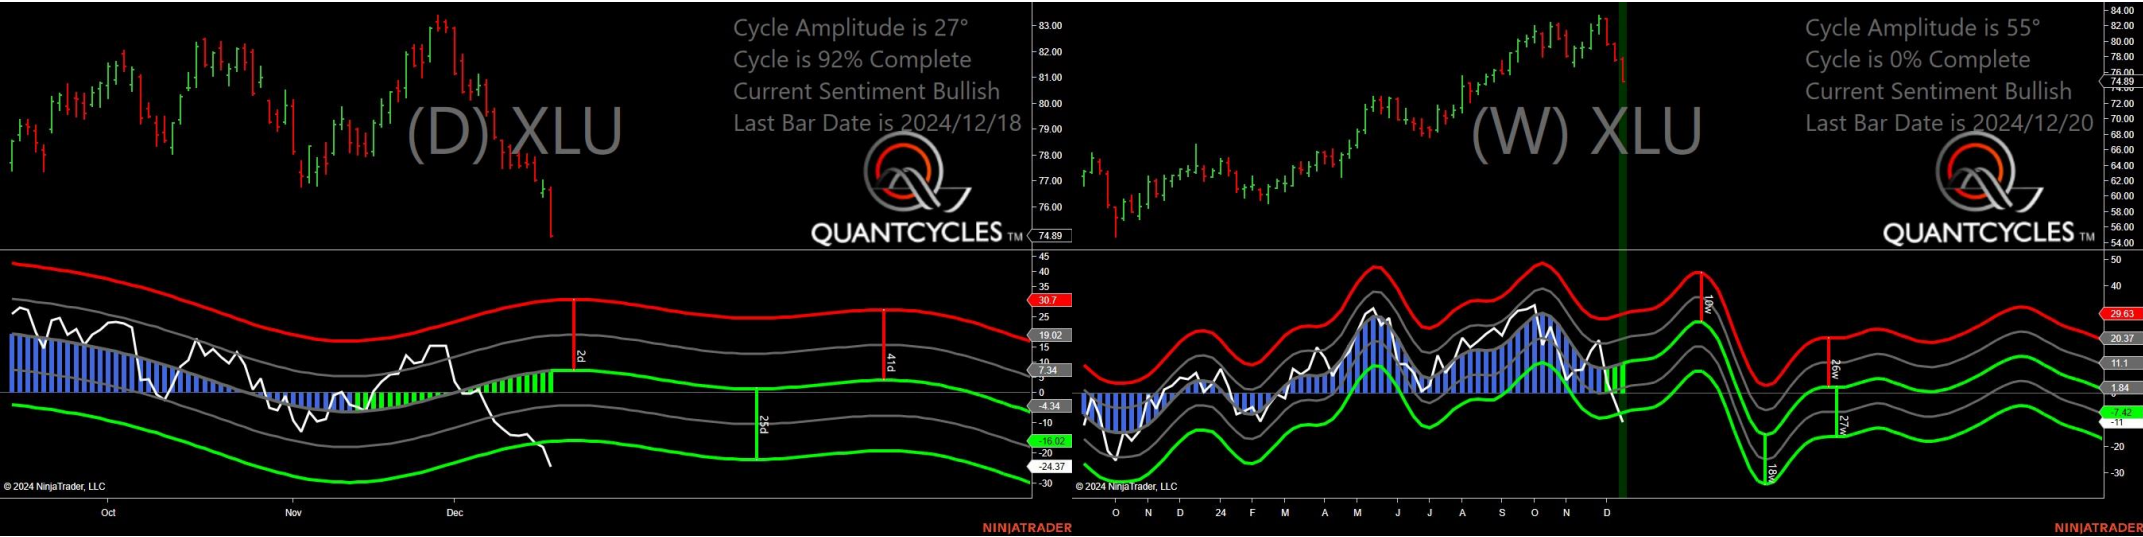 Cycle Amplitude is 27°
Cycle is 92% Complete
Current Sentiment Bullish
Last Bar Date is 2024/12/18
(D) XLU
QUANTCYCLES TM
83.00
82.00
81.00
80.00
79.00
78.00
77.00
76.00
74.89
45
40
35
30.7
25
19.02
15
10
7.34
5
0
-4.34
-10
-16.02
-20
-24.37
-30
2d
25d
41d
© 2024 NinjaTrader, LLC
Oct Nov Dec
NINJATRADER
Cycle Amplitude is 55°
Cycle is 0% Complete
Current Sentiment Bullish
Last Bar Date is 2024/12/20
(W) XLU
QUANTCYCLES TM
84.00
82.00
80.00
78.00
76.00
74.89
72.00
70.00
68.00
66.00
64.00
62.00
60.00
58.00
56.00
54.00
50
40
29.63
20.37
11.1
1.84
0
-7.42
-11
-20
-30
10w
18w
26w
27w
© 2024 NinjaTrader, LLC
O N D 24 F M A M J J A S O N D
NINJATRADER